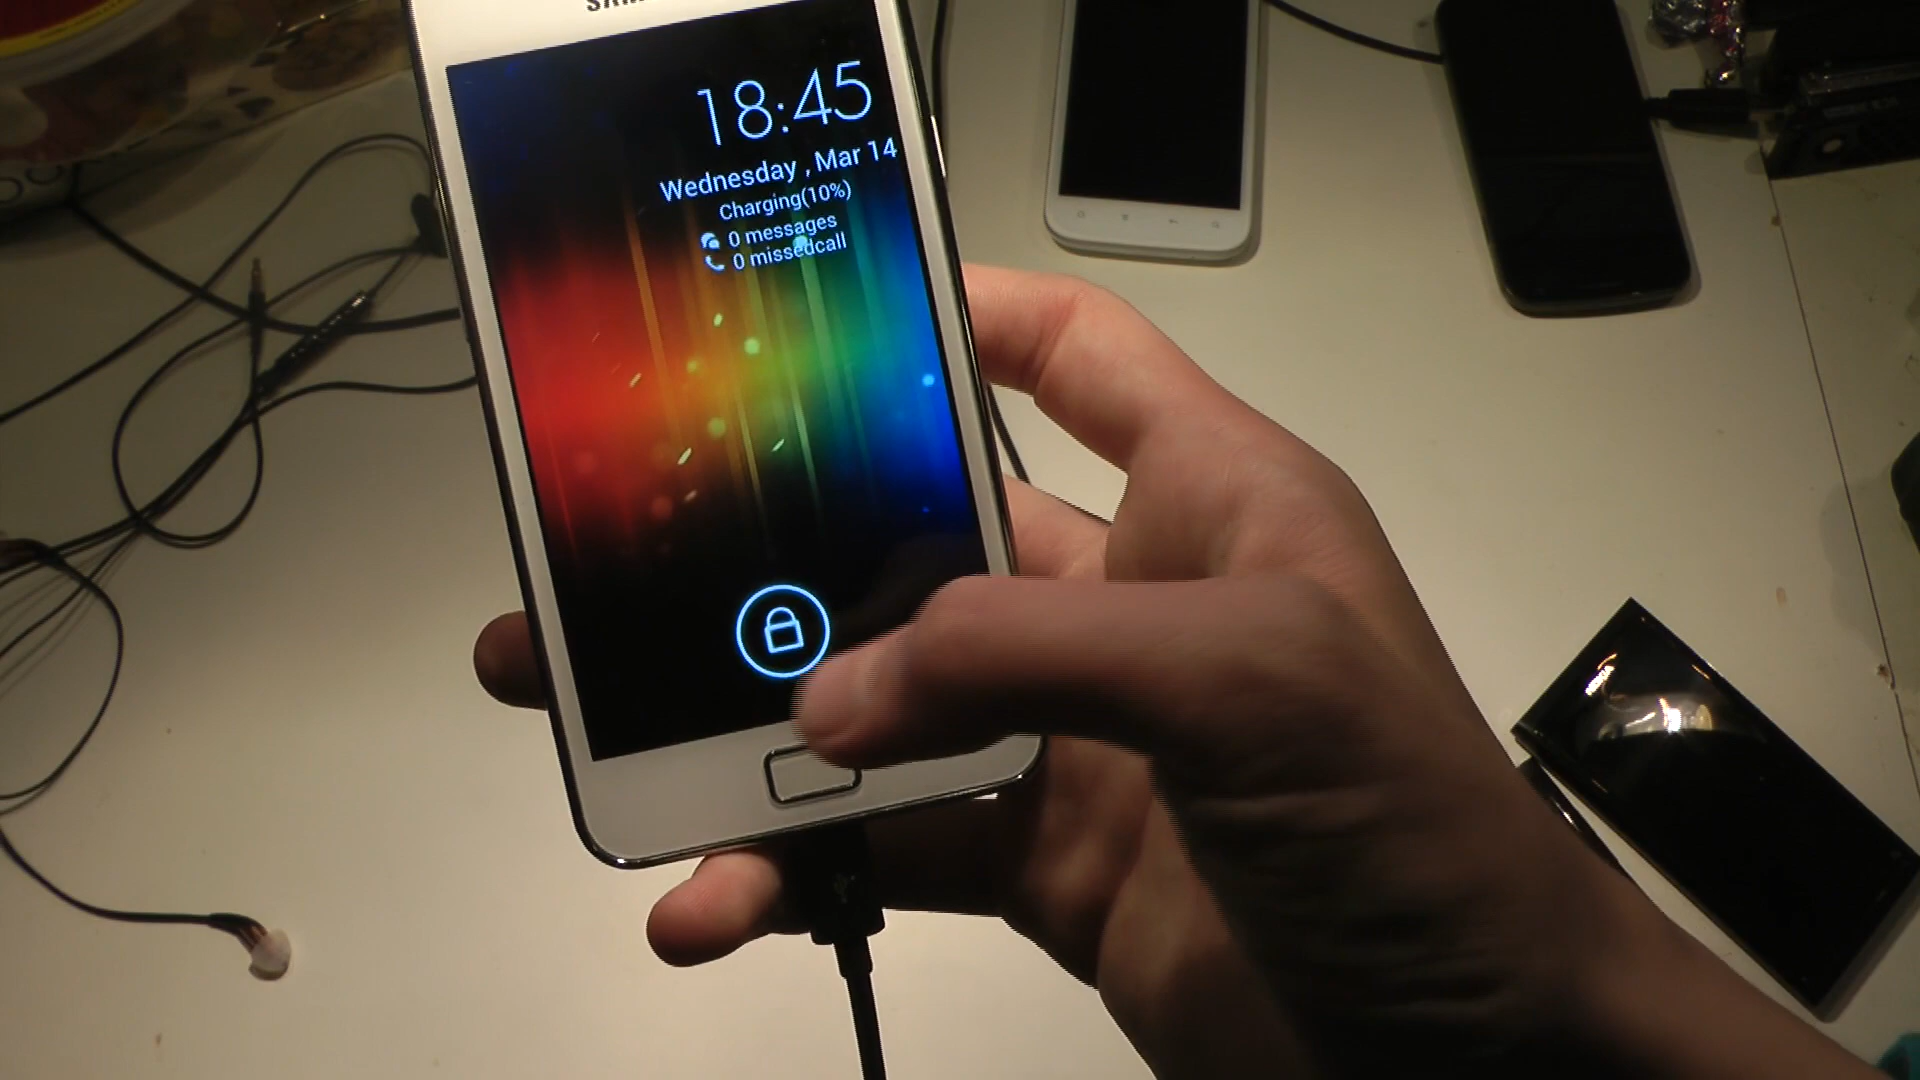 18:45
Wednesday , Mar 14
Charging(10%)
0 messages
0 missedcall